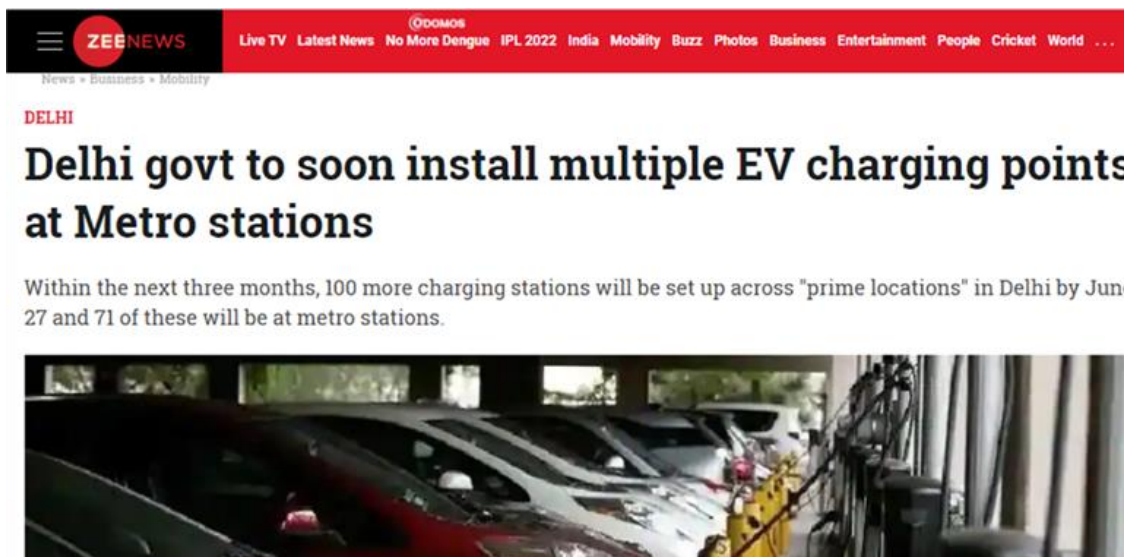 ODOMOS
ZEENEWS
Live TV Latest News No More Dengue IPL 2022 India Mobility Buzz Photos Business Entertainment People Cricket World ...
News » Business » Mobility
DELHI
Delhi govt to soon install multiple EV charging points
at Metro stations
Within the next three months, 100 more charging stations will be set up across "prime locations" in Delhi by Jun
27 and 71 of these will be at metro stations.